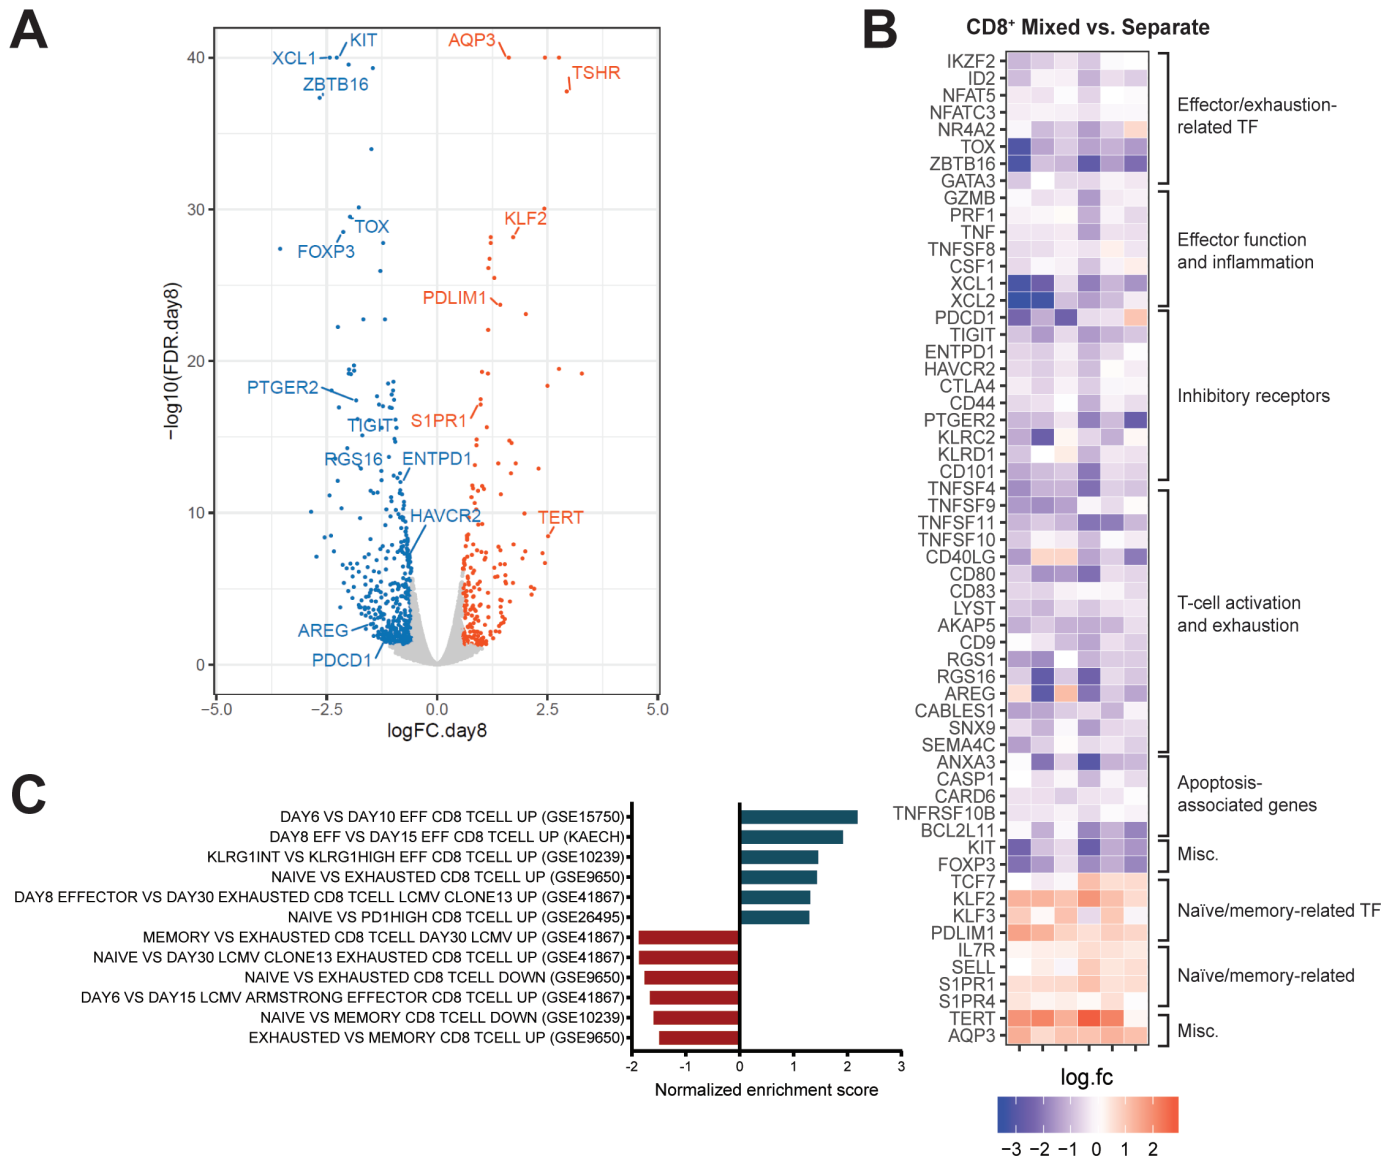 A
KIT
XCL1
ZBTB16
AQP3
TSHR
TOX
FOXP3
KLF2
PDLIM1
PTGER2
TIGIT
S1PR1
RGS16
ENTPD1
HAVCR2
TERT
AREG
PDCD1
40
30
20
10
0
−log10(FDR.day8)
−5.0
−2.5
0.0
2.5
5.0
logFC.day8
B
CD8+ Mixed vs. Separate
IKZF2
ID2
NFAT5
NFATC3
NR4A2
TOX
ZBTB16
GATA3
GZMB
PRF1
TNF
TNFSF8
CSF1
XCL1
XCL2
PDCD1
TIGIT
ENTPD1
HAVCR2
CTLA4
CD44
PTGER2
KLRC2
KLRD1
CD101
TNFSF4
TNFSF9
TNFSF11
TNFSF10
CD40LG
CD80
CD83
LYST
AKAP5
CD9
RGS1
RGS16
AREG
CABLES1
SNX9
SEMA4C
ANXA3
CASP1
CARD6
TNFRSF10B
BCL2L11
KIT
FOXP3
TCF7
KLF2
KLF3
PDLIM1
IL7R
SELL
S1PR1
S1PR4
TERT
AQP3
Effector/exhaustion-
related TF
Effector function
and inflammation
Inhibitory receptors
T-cell activation
and exhaustion
Apoptosis-
associated genes
Misc.
Naïve/memory-related TF
Naïve/memory-related
Misc.
log.fc
−3 −2 −1 0 1 2
C
DAY6 VS DAY10 EFF CD8 TCELL UP (GSE15750)
DAY8 EFF VS DAY15 EFF CD8 TCELL UP (KAECH)
KLRG1INT VS KLRG1HIGH EFF CD8 TCELL UP (GSE10239)
NAIVE VS EXHAUSTED CD8 TCELL UP (GSE9650)
DAY8 EFFECTOR VS DAY30 EXHAUSTED CD8 TCELL LCMV CLONE13 UP (GSE41867)
NAIVE VS PD1HIGH CD8 TCELL UP (GSE26495)
MEMORY VS EXHAUSTED CD8 TCELL DAY30 LCMV UP (GSE41867)
NAIVE VS DAY30 LCMV CLONE13 EXHAUSTED CD8 TCELL UP (GSE41867)
NAIVE VS EXHAUSTED CD8 TCELL DOWN (GSE9650)
DAY6 VS DAY15 LCMV ARMSTRONG EFFECTOR CD8 TCELL UP (GSE41867)
NAIVE VS MEMORY CD8 TCELL DOWN (GSE10239)
EXHAUSTED VS MEMORY CD8 TCELL UP (GSE9650)
-2 -1 0 1 2 3
Normalized enrichment score